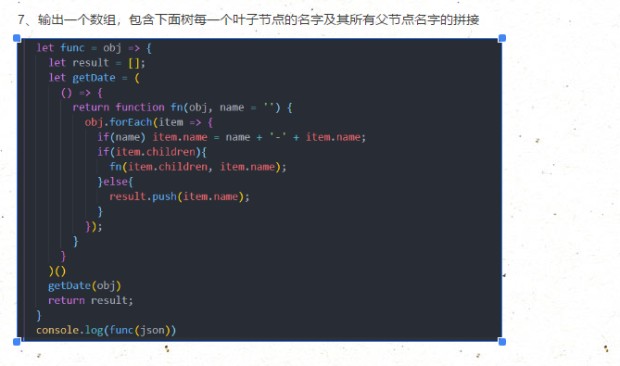 7、输出一个数组，包含下面树每一个叶子节点的名字及其所有父节点名字的拼接
let func = obj => {
let result = [];
let getDate = (
() => {
return function fn(obj, name = '') {
obj.forEach(item => {
if(name) item.name = name + '-' + item.name;
if(item.children){
fn(item.children, item.name);
}else{
result.push(item.name);
}
});
}
}
)()
getDate(obj)
return result;
}
console.log(func(json))